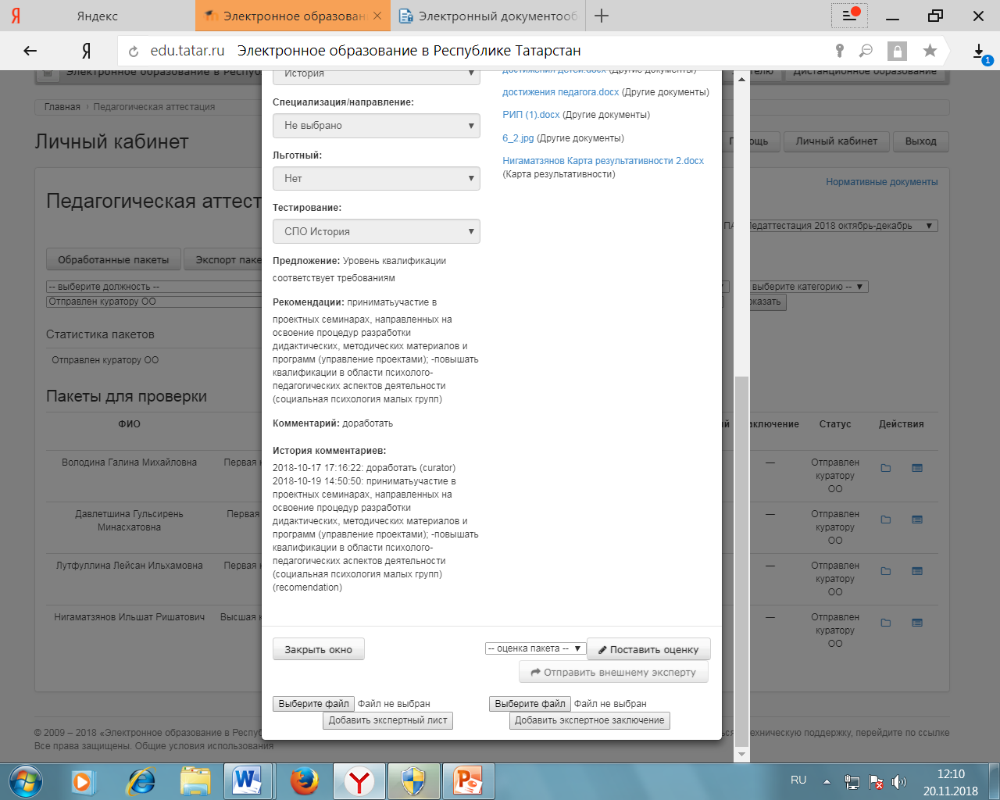 Я
Яндекс
Электронное образован
Электронный документооб
Я
edu.tatar.ru Электронное образование в Республике Татарстан
1
Электронное образование в Респу
Дистанционное образование
Главная › Педагогическая аттестация
Личный кабинет
Личный кабинет
Выход
Нормативные документы
Педагогическая аттест
Педаттестация 2018 октябрь-декабрь
Обработанные пакеты
Экспорт паке
-- выберите должность --
выберите категорию --
Отправлен куратору ОО
Статистика пакетов
Отправлен куратору ОО
Пакеты для проверки
ФИО
Статус
Действия
Володина Галина Михайловна
Первая к
—
Отправлен
куратору
ОО
Давлетшина Гульсирень
Минасхатовна
Первая
—
Отправлен
куратору
ОО
Лутфуллина Лейсан Ильхамовна
Первая к
—
Отправлен
куратору
ОО
Нигаматзянов Ильшат Ришатович
Высшая к
—
Отправлен
куратору
ОО
История
Специализация/направление:
Не выбрано
Льготный:
Нет
Тестирование:
СПО История
Предложение: Уровень квалификации
соответствует требованиям
Рекомендации: приниматьучастие в
проектных семинарах, направленных на
освоение процедур разработки
дидактических, методических материалов и
программ (управление проектами); -повышать
квалификации в области психолого-
педагогических аспектов деятельности
(социальная психология малых групп)
Комментарий: доработать
История комментариев:
2018-10-17 17:16:22: доработать (curator)
2018-10-19 14:50:50: приниматьучастие в
проектных семинарах, направленных на
освоение процедур разработки
дидактических, методических материалов и
программ (управление проектами); -повышать
квалификации в области психолого-
педагогических аспектов деятельности
(социальная психология малых групп)
(recomendation)
достижения детей.docx (Другие документы)
достижения педагога.docx (Другие документы)
РИП (1).docx (Другие документы)
6_2.jpg (Другие документы)
Нигаматзянов Карта результативности 2.docx
(Карта результативности)
Закрыть окно
-- оценка пакета --
Поставить оценку
Отправить внешнему эксперту
Выберите файл Файл не выбран
Добавить экспертный лист
Выберите файл Файл не выбран
Добавить экспертное заключение
© 2009 – 2018 «Электронное образование в Респуб
техническую поддержку, перейдите по ссылке
Все права защищены. Общие условия использования
RU
12:10
20.11.2018